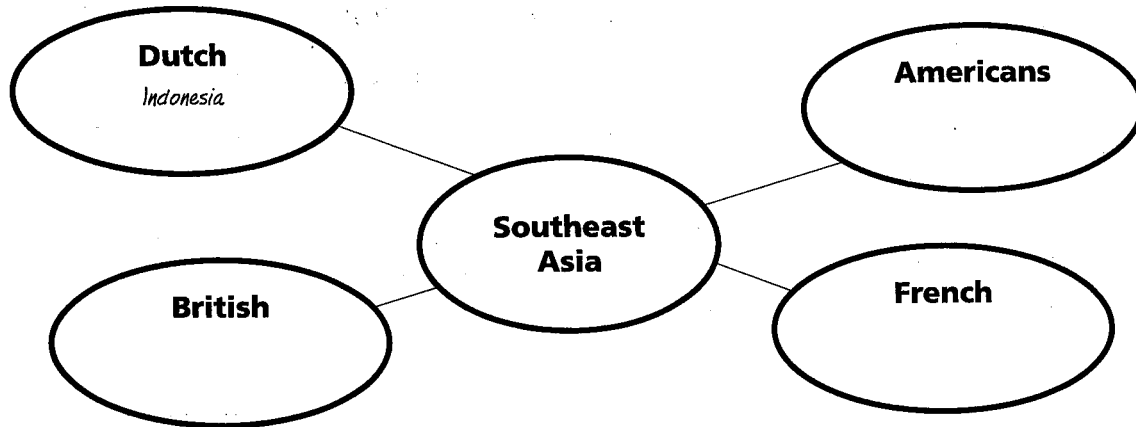 Dutch
Indonesia
Americans
Southeast
Asia
British
French